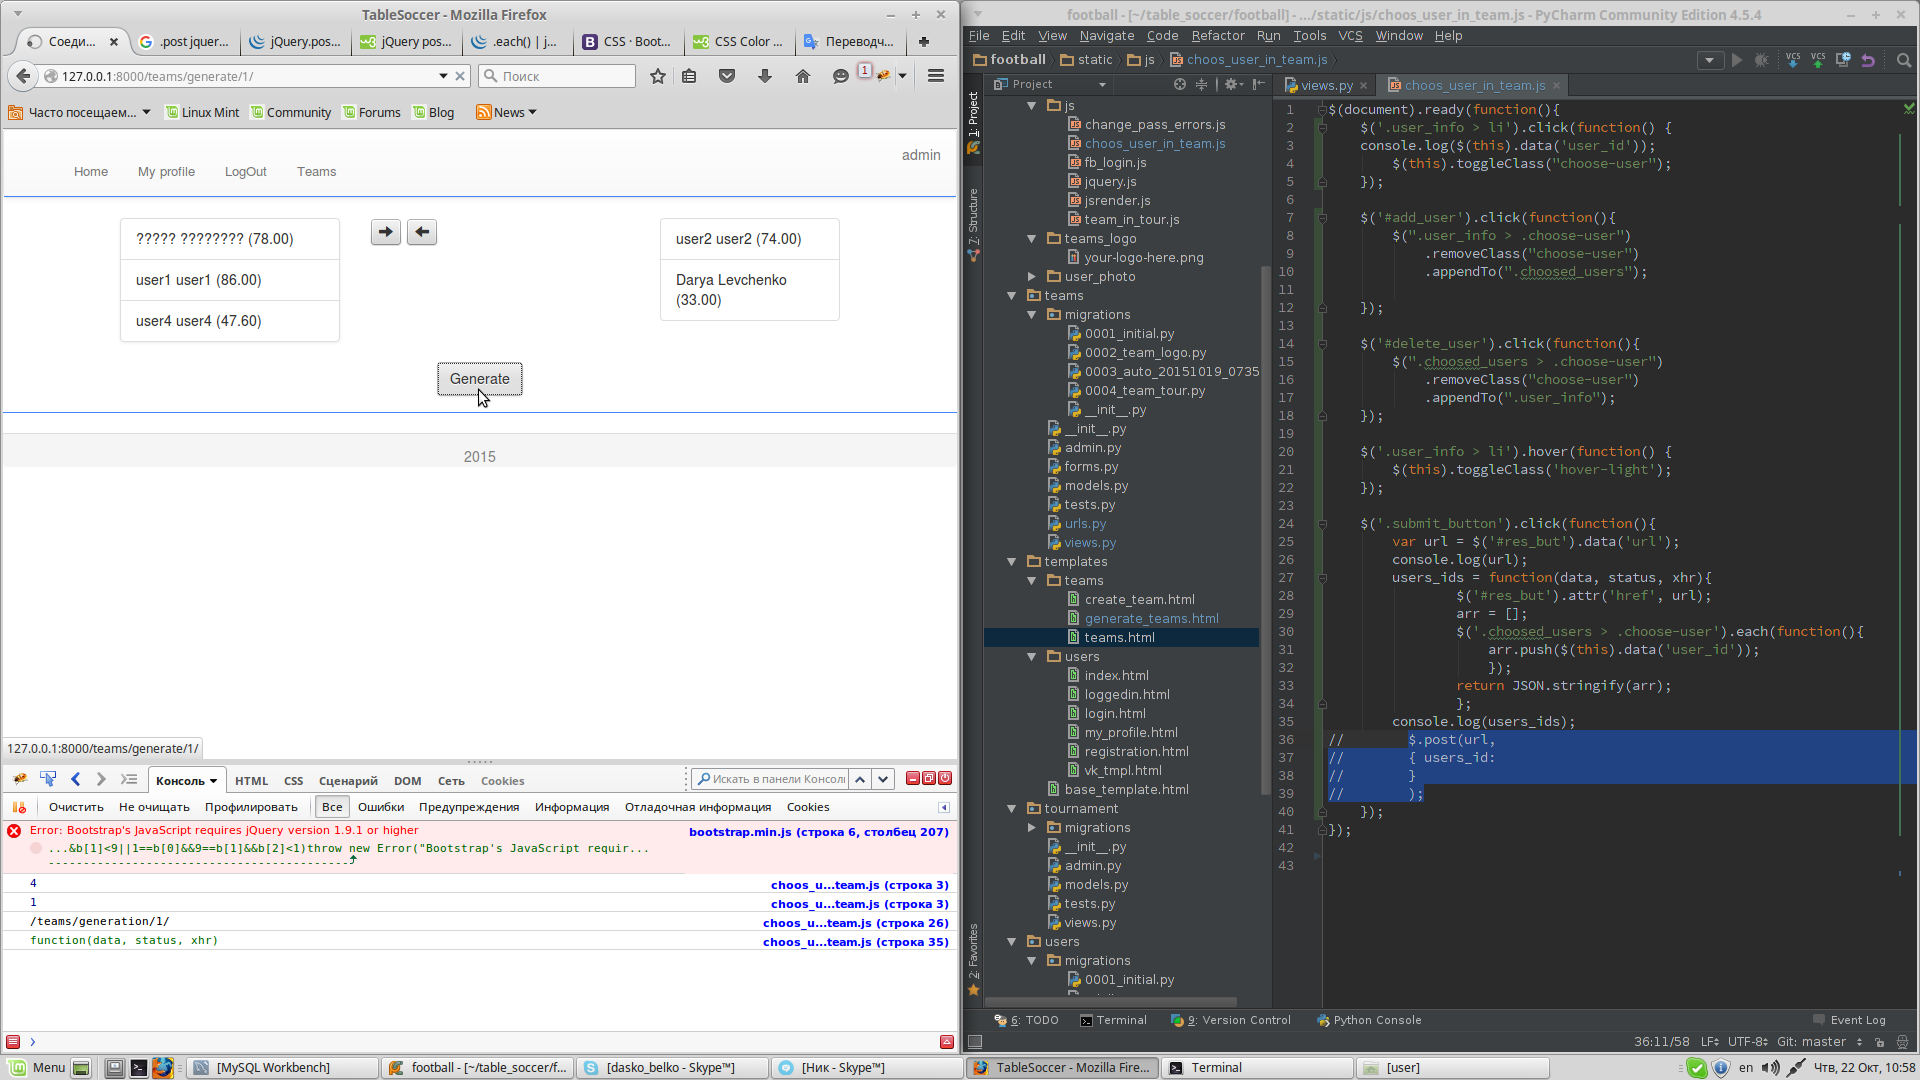 TableSoccer - Mozilla Firefox
Соеди...
.post jquer...
jQuery.pos...
jQuery pos...
.each() | j...
CSS · Boot...
CSS Color ...
Переводч...
127.0.0.1:8000/teams/generate/1/
Поиск
1
Часто посещаем...
Linux Mint
Community
Forums
Blog
News
admin
Home
My profile
LogOut
Teams
????? ???????? (78.00)
user1 user1 (86.00)
user4 user4 (47.60)
user2 user2 (74.00)
Darya Levchenko
(33.00)
Generate
2015
127.0.0.1:8000/teams/generate/1/
Консоль
HTML
CSS
Сценарий
DOM
Сеть
Cookies
Искать в панели Консол
Очистить
Не очищать
Профилировать
Все
Ошибки
Предупреждения
Информация
Отладочная информация
Cookies
Error: Bootstrap's JavaScript requires jQuery version 1.9.1 or higher
bootstrap.min.js (строка 6, столбец 207)
...&b[1]<9||1==b[0]&&9==b[1]&&b[2]<1)throw new Error("Bootstrap's JavaScript requir...
4
choos_u...team.js (строка 3)
1
choos_u...team.js (строка 3)
/teams/generation/1/
choos_u...team.js (строка 26)
function(data, status, xhr)
choos_u...team.js (строка 35)
football - [~/table_soccer/football] - .../static/js/choos_user_in_team.js - PyCharm Community Edition 4.5.4
File Edit View Navigate Code Refactor Run Tools VCS Window Help
football
static
js
choos_user_in_team.js
VCS
VCS
Project
views.py
choos_user_in_team.js
1: Project
7: Structure
2: Favorites
js
change_pass_errors.js
choos_user_in_team.js
fb_login.js
jquery.js
jsrender.js
team_in_tour.js
teams_logo
your-logo-here.png
user_photo
teams
migrations
0001_initial.py
0002_team_logo.py
0003_auto_20151019_0735
0004_team_tour.py
__init__.py
__init__.py
admin.py
forms.py
models.py
tests.py
urls.py
views.py
templates
teams
create_team.html
generate_teams.html
teams.html
users
index.html
loggedin.html
login.html
my_profile.html
registration.html
vk_tmpl.html
base_template.html
tournament
migrations
__init__.py
admin.py
models.py
tests.py
views.py
users
migrations
0001_initial.py
1 $(document).ready(function(){
2 $('.user_info > li').click(function() {
3 console.log($(this).data('user_id'));
4 $(this).toggleClass("choose-user");
5 });
6
7 $('#add_user').click(function(){
8 $(".user_info > .choose-user")
9 .removeClass("choose-user")
10 .appendTo(".choosed_users");
11
12 });
13
14 $('#delete_user').click(function(){
15 $(".choosed_users > .choose-user")
16 .removeClass("choose-user")
17 .appendTo(".user_info");
18 });
19
20 $('.user_info > li').hover(function() {
21 $(this).toggleClass('hover-light');
22 });
23
24 $('.submit_button').click(function(){
25 var url = $('#res_but').data('url');
26 console.log(url);
27 users_ids = function(data, status, xhr){
28 $('#res_but').attr('href', url);
29 arr = [];
30 $('.choosed_users > .choose-user').each(function(){
31 arr.push($(this).data('user_id'));
32 });
33 return JSON.stringify(arr);
34 };
35 console.log(users_ids);
36 // $.post(url,
37 // { users_id:
38 // }
39 // );
40 });
41 });
42
43
6: TODO
Terminal
9: Version Control
Python Console
Event Log
36:11/58 LF÷ UTF-8÷ Git: master ÷
Menu
[MySQL Workbench]
football - [~/table_soccer/f...
[dasko_belko - Skype™]
[Ник - Skype™]
TableSoccer - Mozilla Fire...
Terminal
[user]
en
Чтв, 22 Окт, 10:58